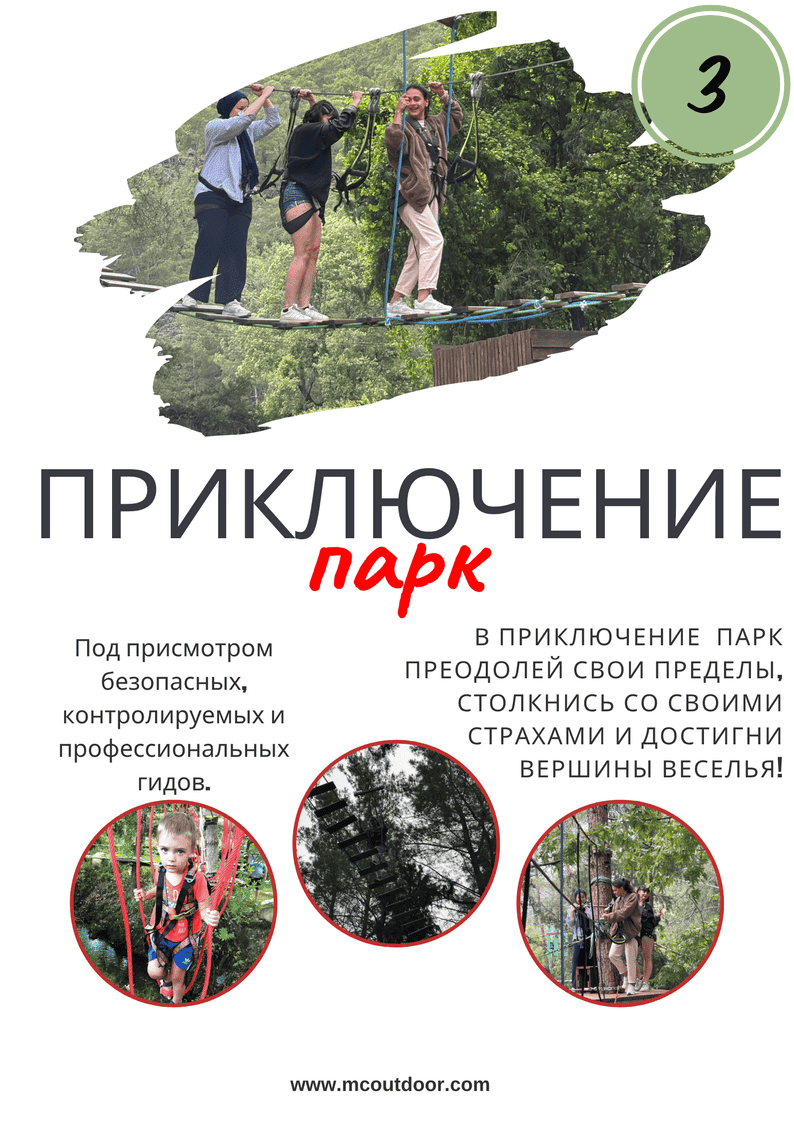 3
ПРИКЛЮЧЕНИЕ
парк
Под присмотром
безопасных,
контролируемых и
профессиональных
гидов.
В ПРИКЛЮЧЕНИЕ ПАРК
ПРЕОДОЛЕЙ СВОИ ПРЕДЕЛЫ,
СТОЛКНИСЬ СО СВОИМИ
СТРАХАМИ И ДОСТИГНИ
ВЕРШИНЫ ВЕСЕЛЬЯ!
www.mcoutdoor.com